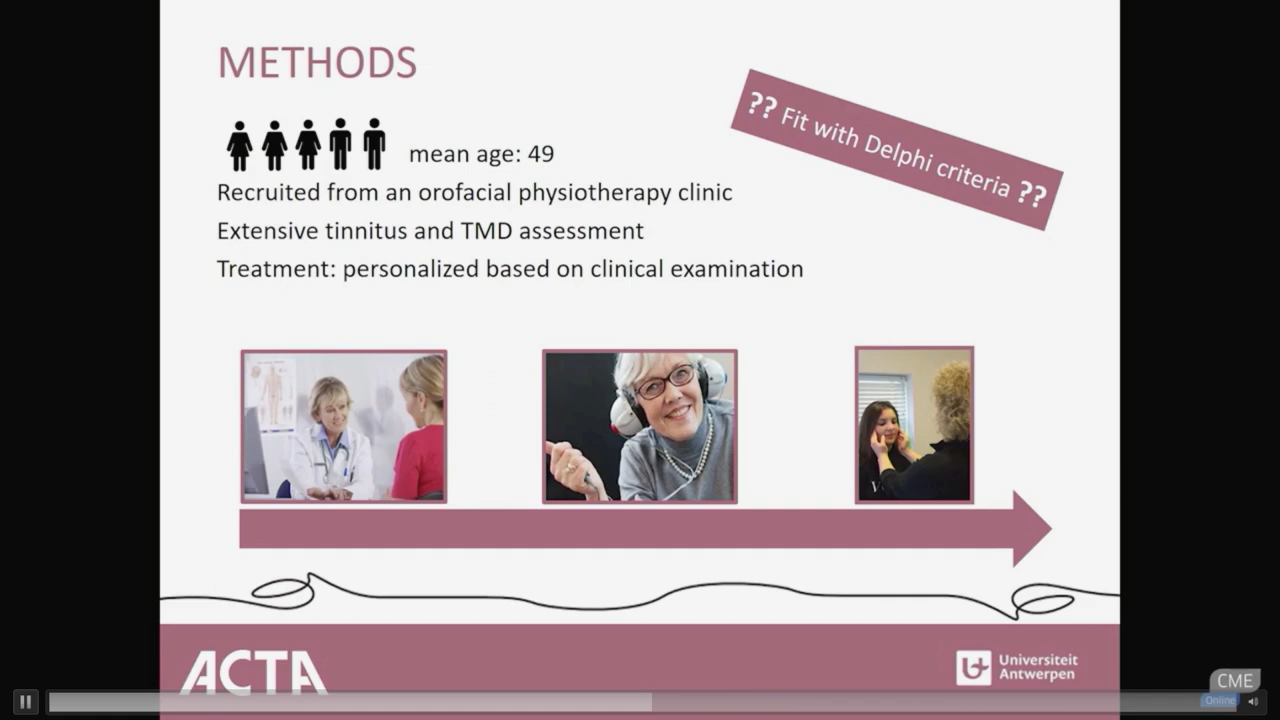 METHODS
?? Fit with Delphi criteria ??
mean age: 49
Recruited from an orofacial physiotherapy clinic
Extensive tinnitus and TMD assessment
Treatment: personalized based on clinical examination
ACTA
Universiteit
Antwerpen
CME
Online